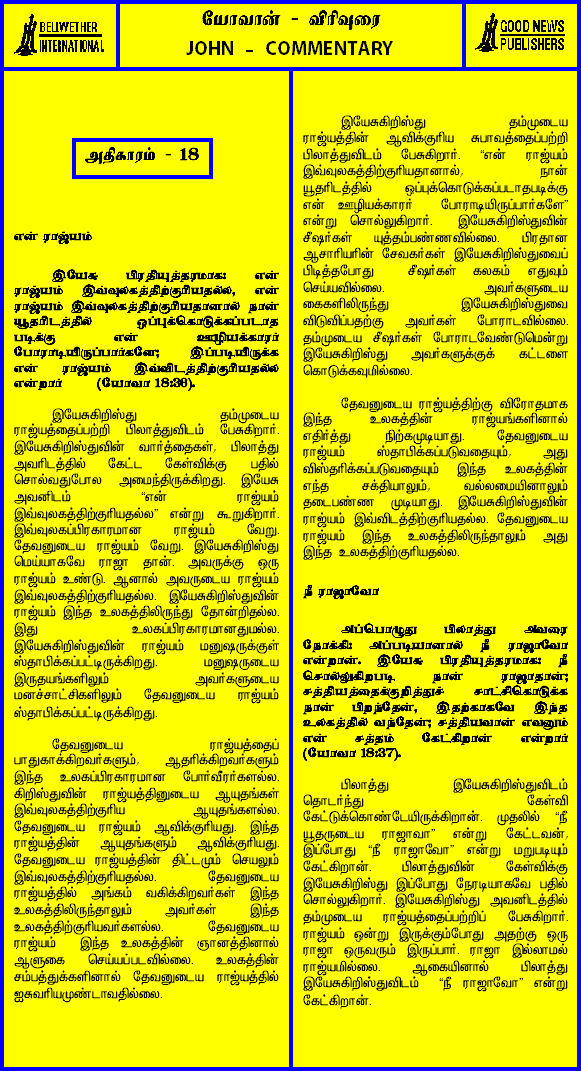 BELIWETHER
INTERNATIONAL
யோவான் - விரிவுரை
JOHN - COMMENTARY
GOOD NEWS
PUBLISHERS
அதிகாரம் - 18
என் ராஜ்யம்
இயேசு பிரதியுத்தரமாக: என்
ராஜ்யம் இவ்வுலகத்திற்குரியதல்ல, என்
ராஜ்யம் இவ்வுலகத்திற்குரியதானால் நான்
யூதரிடத்தில் ஒப்புக்கொடுக்கப்படாத
படிக்கு என் ஊழியக்காரர்
போராடியிருப்பார்களே; இப்படியிருக்க
என் ராஜ்யம் இவ்விடத்திற்குரியதல்ல
என்றார் (யோவா 18:36).
இயேசுகிறிஸ்து தம்முடைய
ராஜ்யத்தைப்பற்றி பிலாத்துவிடம் பேசுகிறார்.
இயேசுகிறிஸ்துவின் வார்த்தைகள், பிலாத்து
அவரிடத்தில் கேட்ட கேள்விக்கு பதில்
சொல்வதுபோல அமைந்திருக்கிறது. இயேசு
அவனிடம் “என் ராஜ்யம்
இவ்வுலகத்திற்குரியதல்ல” என்று கூறுகிறார்.
இவ்வுலகப்பிரகாரமான ராஜ்யம் வேறு.
தேவனுடைய ராஜ்யம் வேறு. இயேசுகிறிஸ்து
மெய்யாகவே ராஜா தான். அவருக்கு ஒரு
ராஜ்யம் உண்டு. ஆனால் அவருடைய ராஜ்யம்
இவ்வுலகத்திற்குரியதல்ல. இயேசுகிறிஸ்துவின்
ராஜ்யம் இந்த உலகத்திலிருந்து தோன்றிதல்ல.
இது உலகப்பிரகாரமானதுமல்ல.
இயேசுகிறிஸ்துவின் ராஜ்யம் மனுஷருக்குள்
ஸ்தாபிக்கப்பட்டிருக்கிறது. மனுஷருடைய
இருதயங்களிலும் அவர்களுடைய
மனச்சாட்சிகளிலும் தேவனுடைய ராஜ்யம்
ஸ்தாபிக்கப்பட்டிருக்கிறது.
தேவனுடைய ராஜ்யத்தைப்
பாதுகாக்கிறவர்களும், ஆதரிக்கிறவர்களும்
இந்த உலகப்பிரகாரமான போர்வீரர்களல்ல.
கிறிஸ்துவின் ராஜ்யத்தினுடைய ஆயுதங்கள்
இவ்வுலகத்திற்குரிய ஆயுதங்களல்ல.
தேவனுடைய ராஜ்யம் ஆவிக்குரியது. இந்த
ராஜ்யத்தின் ஆயுதங்களும் ஆவிக்குரியது.
தேவனுடைய ராஜ்யத்தின் திட்டமும் செயலும்
இவ்வுலகத்திற்குரியதல்ல. தேவனுடைய
ராஜ்யத்தில் அங்கம் வகிக்கிறவர்கள் இந்த
உலகத்திலிருந்தாலும் அவர்கள் இந்த
உலகத்திற்குரியவர்களல்ல. தேவனுடைய
ராஜ்யம் இந்த உலகத்தின் ஞானத்தினால்
ஆளுகை செய்யப்படவில்லை. உலகத்தின்
சம்பத்துக்களினால் தேவனுடைய ராஜ்யத்தில்
ஐசுவரியமுண்டாவதில்லை.
இயேசுகிறிஸ்து தம்முடைய
ராஜ்யத்தின் ஆவிக்குரிய சுபாவத்தைப்பற்றி
பிலாத்துவிடம் பேசுகிறார். “என் ராஜ்யம்
இவ்வுலகத்திற்குரியதானால், நான்
யூதரிடத்தில் ஒப்புக்கொடுக்கப்படாதபடிக்கு
என் ஊழியக்காரர் போராடியிருப்பார்களே”
என்று சொல்லுகிறார். இயேசுகிறிஸ்துவின்
சீஷர்கள் யுத்தம்பண்ணவில்லை. பிரதான
ஆசாரியரின் சேவகர்கள் இயேசுகிறிஸ்துவைப்
பிடித்தபோது சீஷர்கள் கலகம் எதுவும்
செய்யவில்லை. அவர்களுடைய
கைகளிலிருந்து இயேசுகிறிஸ்துவை
விடுவிப்பதற்கு அவர்கள் போராடவில்லை.
தம்முடைய சீஷர்கள் போராடவேண்டுமென்று
இயேசுகிறிஸ்து அவர்களுக்குக் கட்டளை
கொடுக்கவுமில்லை.
தேவனுடைய ராஜ்யத்திற்கு விரோதமாக
இந்த உலகத்தின் ராஜ்யங்களினால்
எதிர்த்து நிற்கமுடியாது. தேவனுடைய
ராஜ்யம் ஸ்தாபிக்கப்படுவதையும், அது
விஸ்தரிக்கப்படுவதையும் இந்த உலகத்தின்
எந்த சக்தியாலும், வல்லமையினாலும்
தடைபண்ண முடியாது. இயேசுகிறிஸ்துவின்
ராஜ்யம் இவ்விடத்திற்குரியதல்ல. தேவனுடைய
ராஜ்யம் இந்த உலகத்திலிருந்தாலும் அது
இந்த உலகத்திற்குரியதல்ல.
நீ ராஜாவோ
அப்பொழுது பிலாத்து அவரை
நோக்கி: அப்படியானால் நீ ராஜாவோ
என்றான். இயேசு பிரதியுத்தரமாக: நீ
சொல்லுகிறபடி நான் ராஜாதான்;
சத்தியத்தைக்குறித்துச் சாட்சிகொடுக்க
நான் பிறந்தேன், இதற்காகவே இந்த
உலகத்தில் வந்தேன்; சத்தியவான் எவனும்
என் சத்தம் கேட்கிறான் என்றார்
(யோவா 18:37).
பிலாத்து இயேசுகிறிஸ்துவிடம்
தொடர்ந்து கேள்வி
கேட்டுக்கொண்டேயிருக்கிறான். முதலில் “நீ
யூதருடைய ராஜாவா” என்று கேட்டவன்,
இப்போது “நீ ராஜாவோ” என்று மறுபடியும்
கேட்கிறான். பிலாத்துவின் கேள்விக்கு
இயேசுகிறிஸ்து இப்போது நேரடியாகவே பதில்
சொல்லுகிறார். இயேசுகிறிஸ்து அவனிடத்தில்
தம்முடைய ராஜ்யத்தைப்பற்றிப் பேசுகிறார்.
ராஜ்யம் ஒன்று இருக்கும்போது அதற்கு ஒரு
ராஜா ஒருவரும் இருப்பார். ராஜா இல்லாமல்
ராஜ்யமில்லை. ஆகையினால் பிலாத்து
இயேசுகிறிஸ்துவிடம் “நீ ராஜாவோ” என்று
கேட்கிறான்.